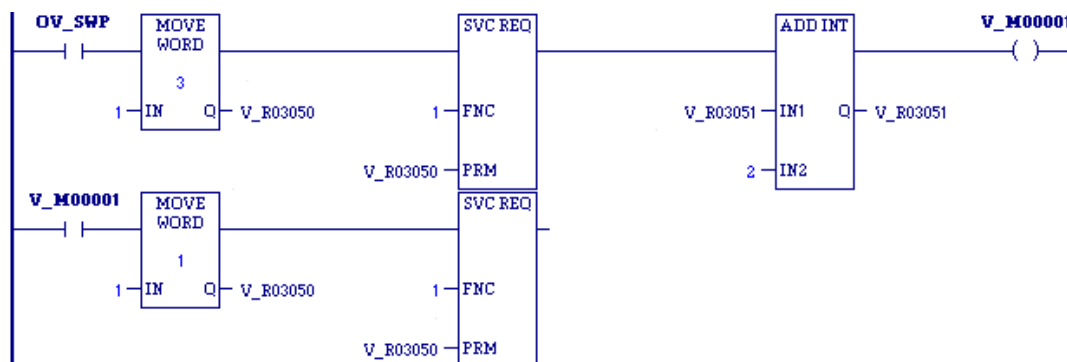 OV_SWP MOVE WORD SVC REQ ADD INT V_M00001
3
1 IN Q V_R03050 1 FNC V_R03051 IN1 Q V_R03051
V_R03050 PRM 2 IN2
V_M00001 MOVE WORD SVC REQ
1
1 IN Q V_R03050 1 FNC
V_R03050 PRM